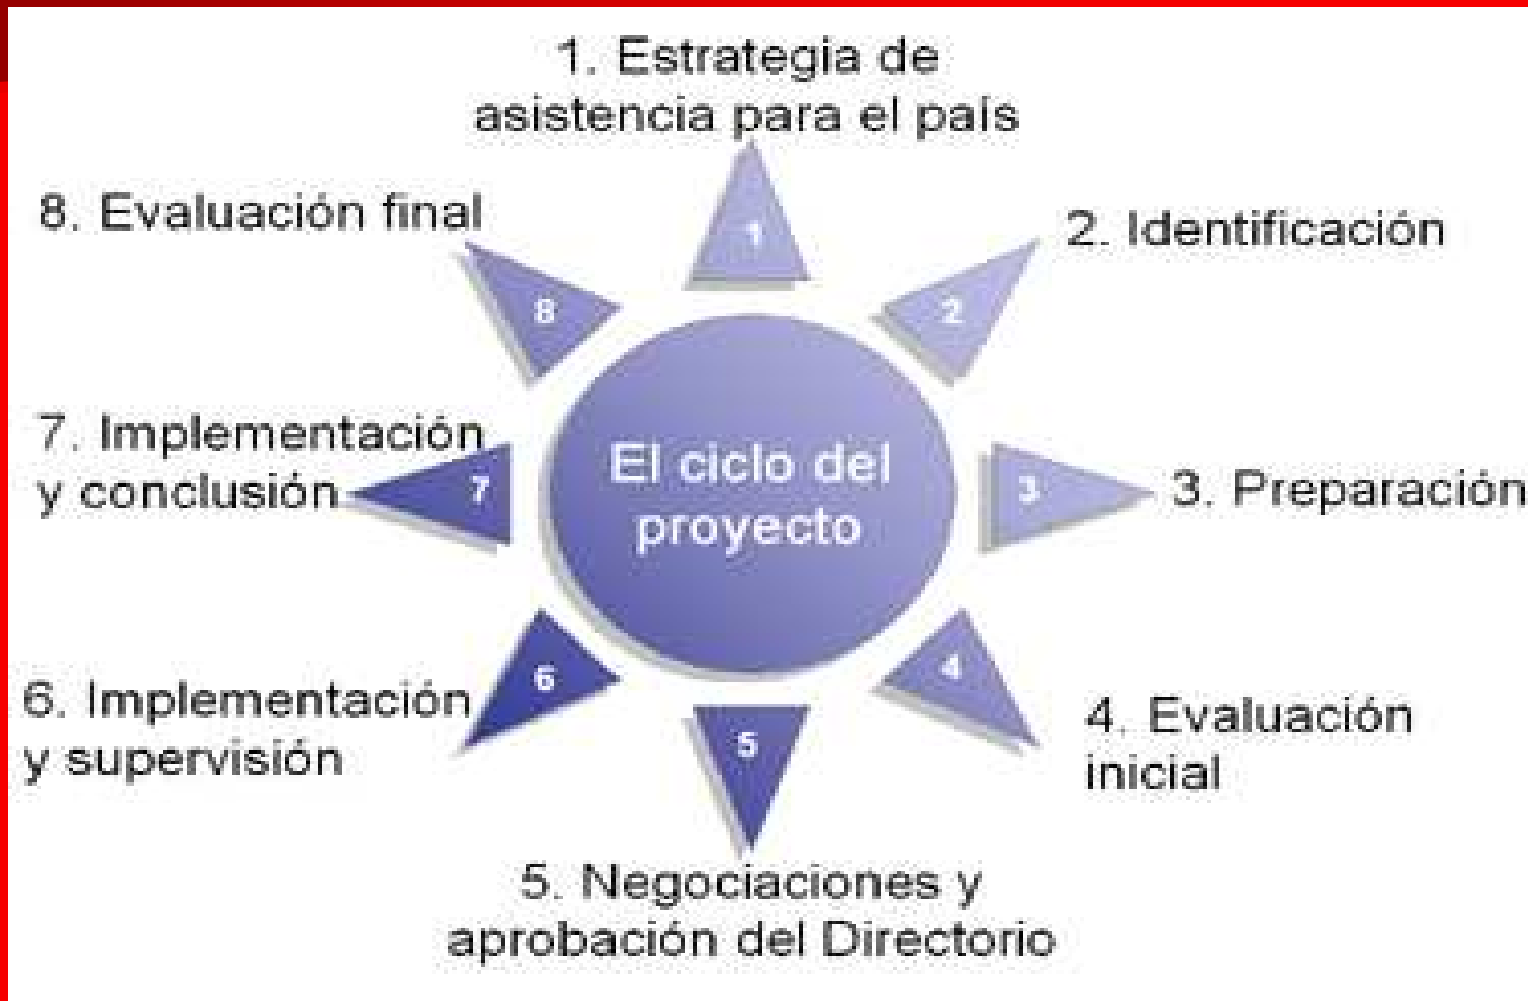 1. Estrategia de
asistencia para el país
8. Evaluación final
2. Identificación
1
2
8
7. Implementación
y conclusión
El ciclo del
proyecto
7
3
3. Preparación
6
4
5
6. Implementación
y supervisión
4. Evaluación
inicial
5. Negociaciones y
aprobación del Directorio